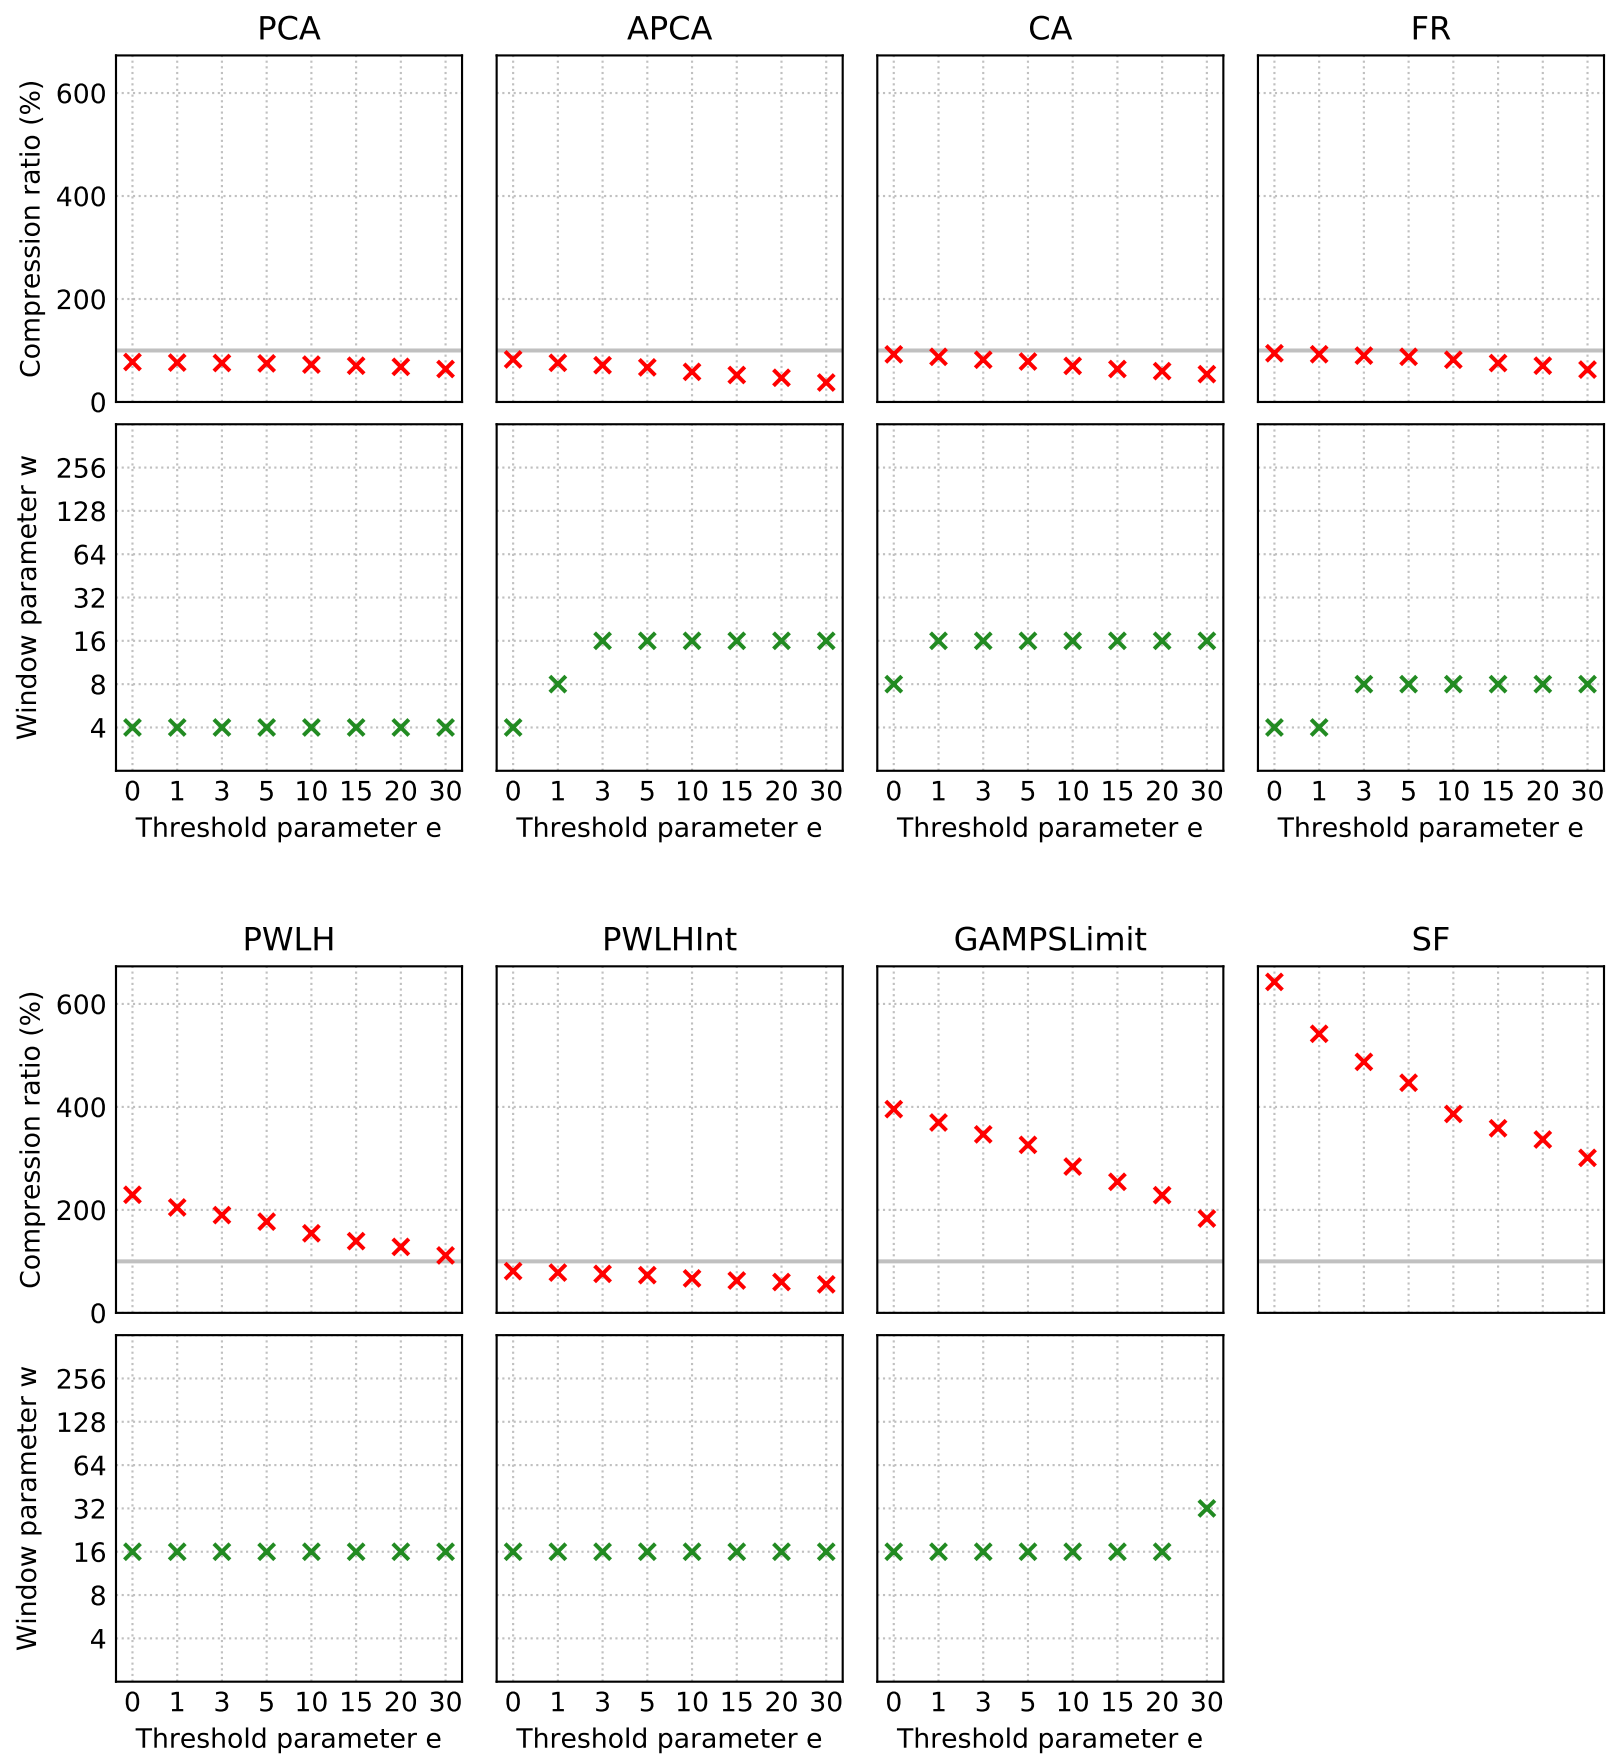 PCA
APCA
CA
FR
Compression ratio (%)
600
400
200
0
Window parameter w
256
128
64
32
16
8
4
0 1 3 5 10 15 20 30
0 1 3 5 10 15 20 30
0 1 3 5 10 15 20 30
0 1 3 5 10 15 20 30
Threshold parameter e
Threshold parameter e
Threshold parameter e
Threshold parameter e
PWLH
PWLHInt
GAMPSLimit
SF
Compression ratio (%)
600
400
200
0
Window parameter w
256
128
64
32
16
8
4
0 1 3 5 10 15 20 30
0 1 3 5 10 15 20 30
0 1 3 5 10 15 20 30
Threshold parameter e
Threshold parameter e
Threshold parameter e